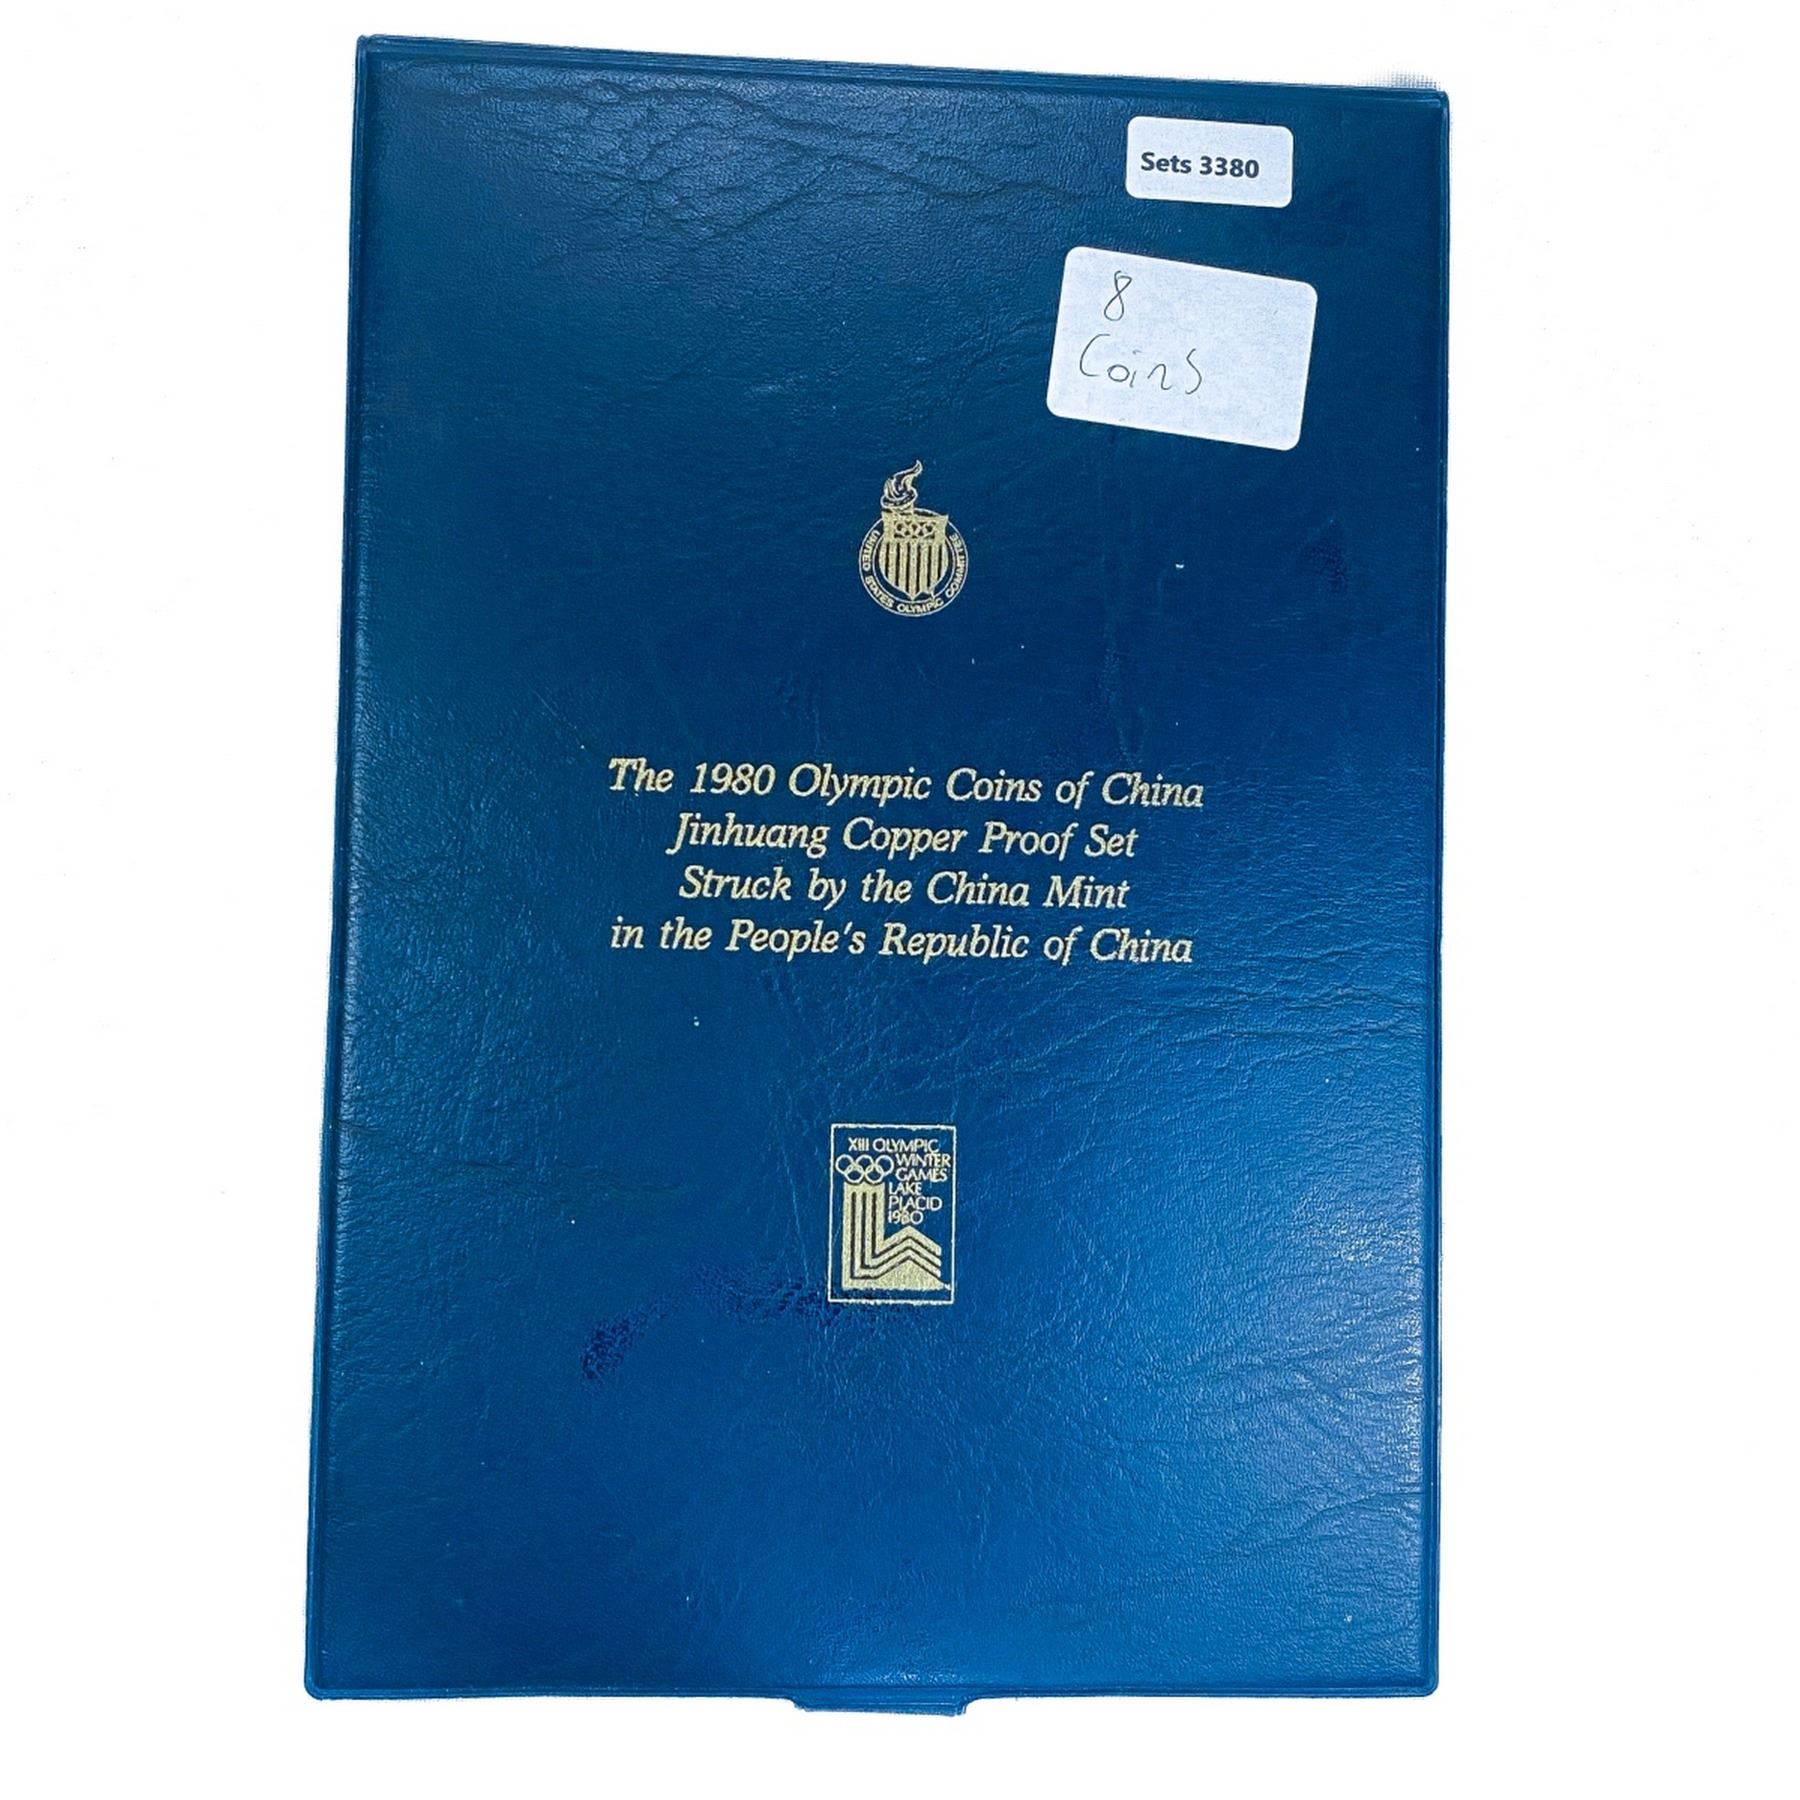 Sets 3380
8
Coins
UNITED STATES OLYMPIC COMMITTEE
The 1980 Olympic Coins of China
Jinhuang Copper Proof Set
Struck by the China Mint
in the People's Republic of China
XIII OLYMPIC
WINTER
GAMES
LAKE
PLACID
1980